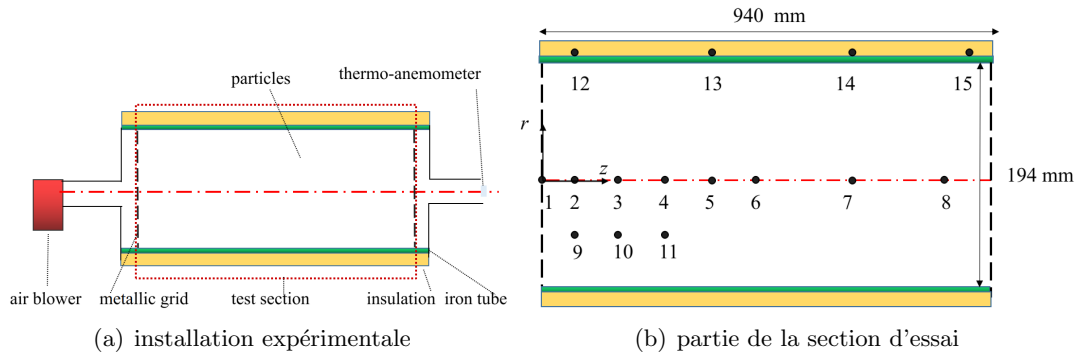 particles
thermo-anemometer
air blower
metallic grid
test section
insulation
iron tube
(a) installation expérimentale
940 mm
12
13
14
15
r
z
194 mm
1
2
3
4
5
6
7
8
9
10
11
(b) partie de la section d'essai